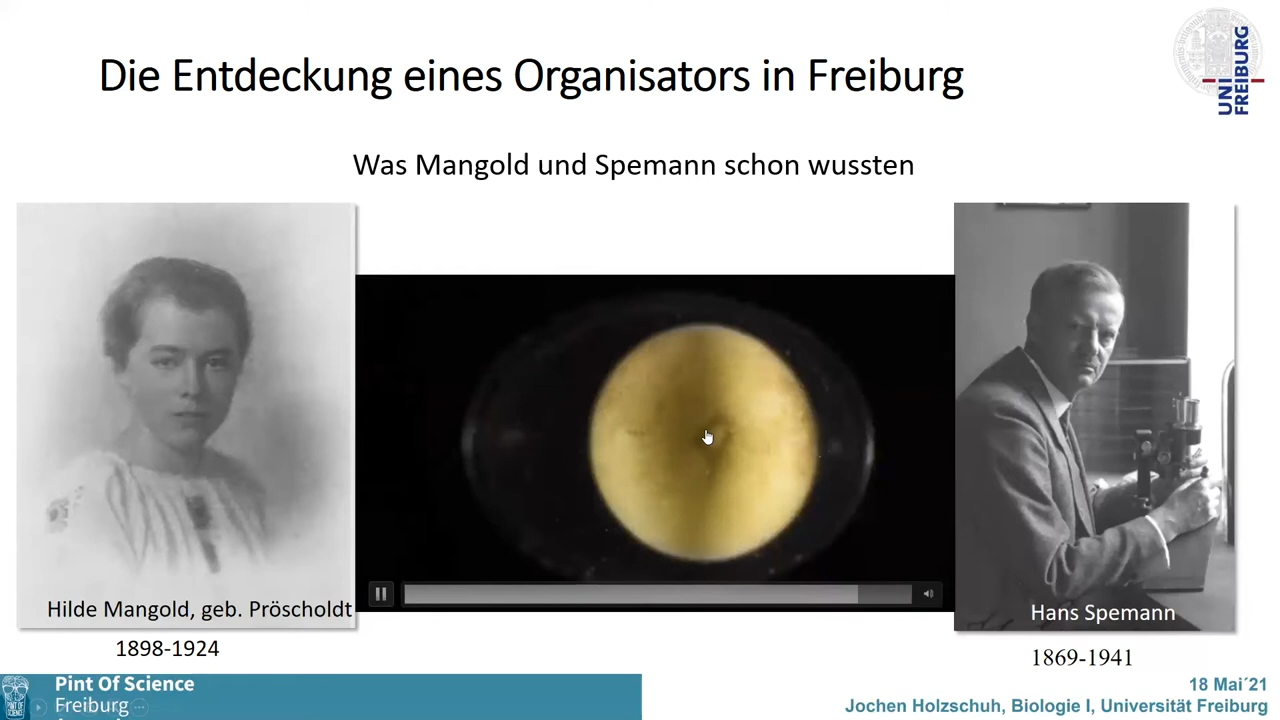 Die Entdeckung eines Organisators in Freiburg
UNI
FREIBURG
Was Mangold und Spemann schon wussten
Hilde Mangold, geb. Pröscholdt
1898-1924
Hans Spemann
1869-1941
Pint Of Science
Freiburg
18 Mai´21
Jochen Holzschuh, Biologie I, Universität Freiburg